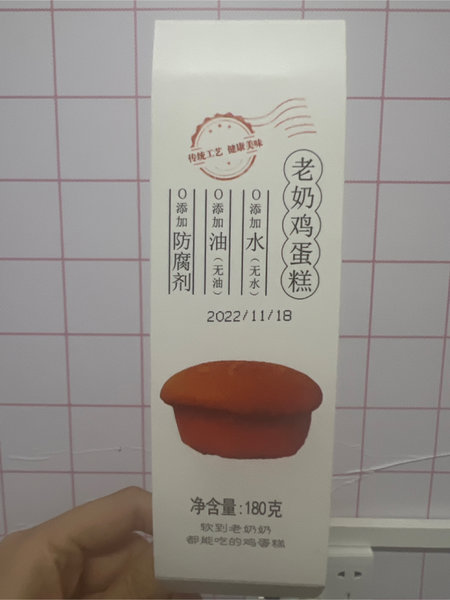 传统工艺 健康美味
老奶鸡蛋糕
0添加水(无水)
0添加油(无油)
0添加防腐剂
2022/11/18
净含量:180克
软到老奶奶
都能吃的鸡蛋糕